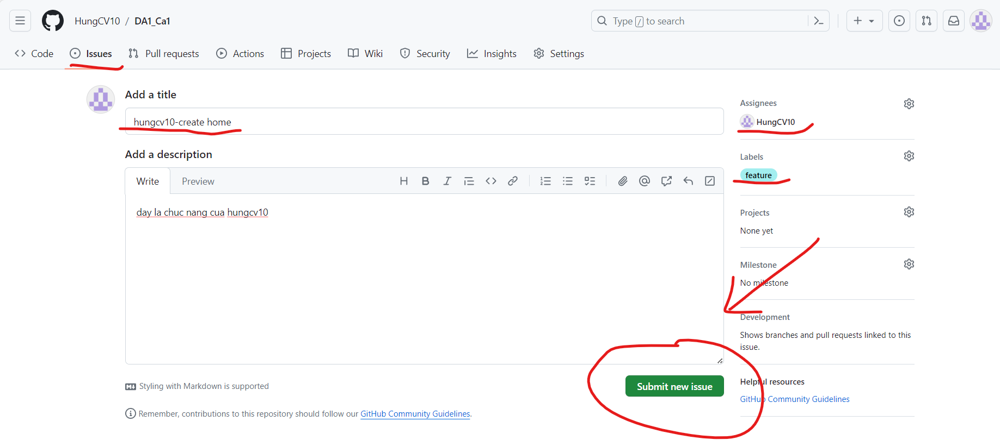 HungCV10 / DA1_Ca1
Type / to search
Code Issues Pull requests Actions Projects Wiki Security Insights Settings
Add a title
hungcv10-create home
Add a description
Write Preview
day la chuc nang cua hungcv10
Styling with Markdown is supported
Submit new issue
Remember, contributions to this repository should follow our GitHub Community Guidelines.
Assignees
HungCV10
Labels
feature
Projects
None yet
Milestone
No milestone
Development
Shows branches and pull requests linked to this
issue.
Helpful resources
GitHub Community Guidelines